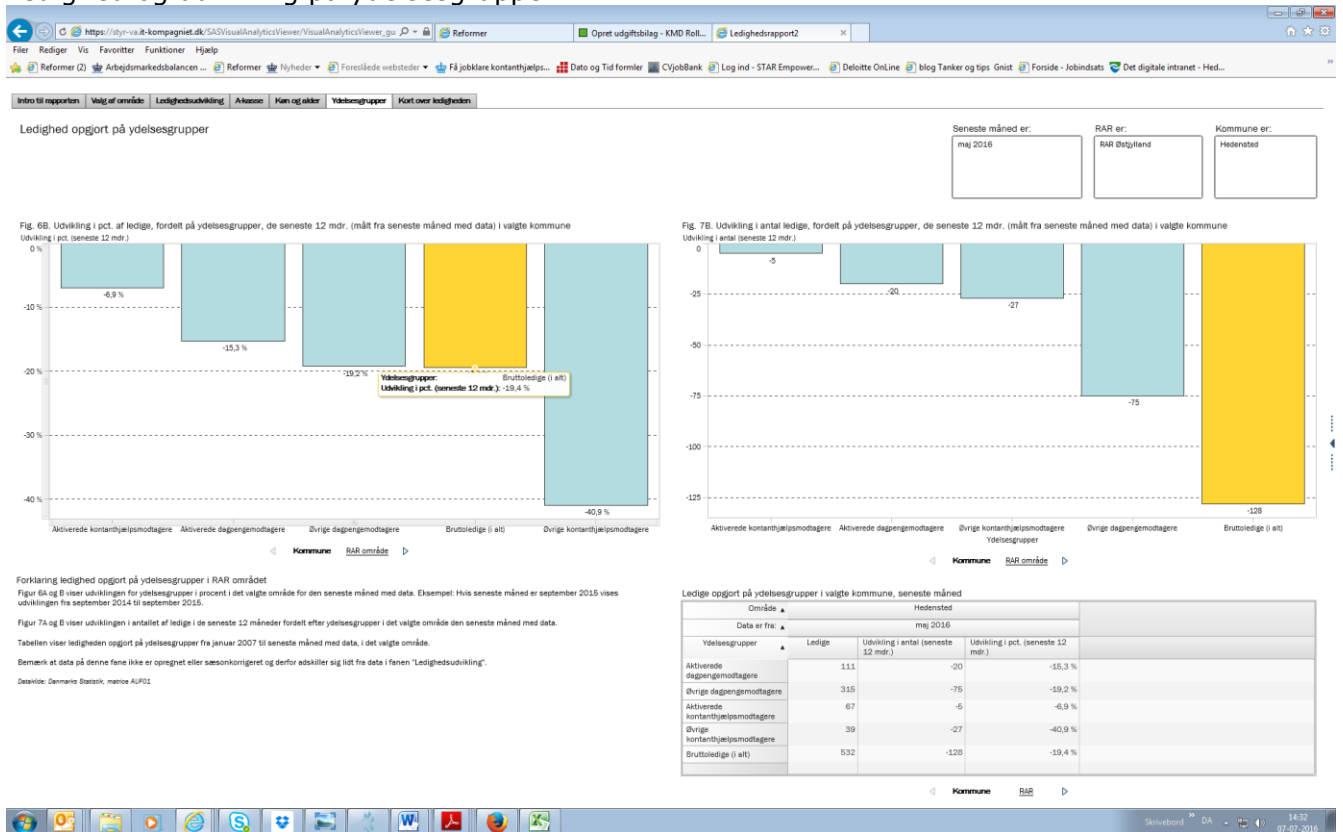 https://styr-va.it-kompagniet.dk/SASVisualAnalyticsViewer/VisualAnalyticsViewer_gu
Reformer
Opret udgiftsbilag - KMD Roll...
Ledighedsrapport2
Filer Rediger Vis Favoritter Funktioner Hjælp
Reformer (2) Arbejdsmarkedsbalancen ... Reformer Nyheder Foreslåede websteder Få jobklare kontanthjælps... Dato og Tid formler CVjobBank Log ind - STAR Empower... Deloitte OnLine blog Tanker og tips Gnist Forside - Jobindsats Det digitale intranet - Hed...
Intro til rapporten Valg af område Ledighedsudvikling A-kasse Køn og alder Ydelsesgrupper Kort over ledigheden
Ledighed opgjort på ydelsesgrupper
Seneste måned er: RAR er: Kommune er:
maj 2016 RAR Østjylland Hedensted
Fig. 6B. Udvikling i pct. af ledige, fordelt på ydelsesgrupper, de seneste 12 mdr. (målt fra seneste måned med data) i valgte kommune
Udvikling i pct. (seneste 12 mdr.)
0 %
-10 %
-20 %
-30 %
-40 %
-6,9 %
-15,3 %
-19,2 %
Ydelsesgrupper: Bruttoledige (i alt)
Udvikling i pct. (seneste 12 mdr.): -19,4 %
-40,9 %
Aktiverede kontanthjælpsmodtagere Aktiverede dagpengemodtagere Øvrige dagpengemodtagere Bruttoledige (i alt) Øvrige kontanthjælpsmodtagere
Kommune RAR område
Fig. 7B. Udvikling i antal ledige, fordelt på ydelsesgrupper, de seneste 12 mdr. (målt fra seneste måned med data) i valgte kommune
Udvikling i antal (seneste 12 mdr.)
0
-25
-50
-75
-100
-125
-5
-20
-27
-75
-128
Aktiverede kontanthjælpsmodtagere Aktiverede dagpengemodtagere Øvrige kontanthjælpsmodtagere Øvrige dagpengemodtagere Bruttoledige (i alt)
Ydelsesgrupper
Kommune RAR område
Forklaring ledighed opgjort på ydelsesgrupper i RAR området
Figur 6A og B viser udviklingen for ydelsesgrupper i procent i det valgte område for den seneste måned med data. Eksempel: Hvis seneste måned er september 2015 vises
udviklingen fra september 2014 til september 2015.
Figur 7A og B viser udviklingen i antallet af ledige i de seneste 12 måneder fordelt efter ydelsesgrupper i det valgte område den seneste måned med data.
Tabellen viser ledigheden opgjort på ydelsesgrupper fra januar 2007 til seneste måned med data, i det valgte område.
Bemærk at data på denne fane ikke er opregnet eller sæsonkorrigeret og derfor adskiller sig lidt fra data i fanen "Ledighedsudvikling".
Datakilde: Danmarks Statistik, matrice AUF01
Ledige opgjort på ydelsesgrupper i valgte kommune, seneste måned
Område Hedensted
Data er fra: maj 2016
Ydelsesgrupper Ledige Udvikling i antal (seneste 12 mdr.) Udvikling i pct. (seneste 12 mdr.)
Aktiverede dagpengemodtagere 111 -20 -15,3 %
Øvrige dagpengemodtagere 315 -75 -19,2 %
Aktiverede kontanthjælpsmodtagere 67 -5 -6,9 %
Øvrige kontanthjælpsmodtagere 39 -27 -40,9 %
Bruttoledige (i alt) 532 -128 -19,4 %
Kommune RAR
Skrivebord DA 14:32
07-07-2016